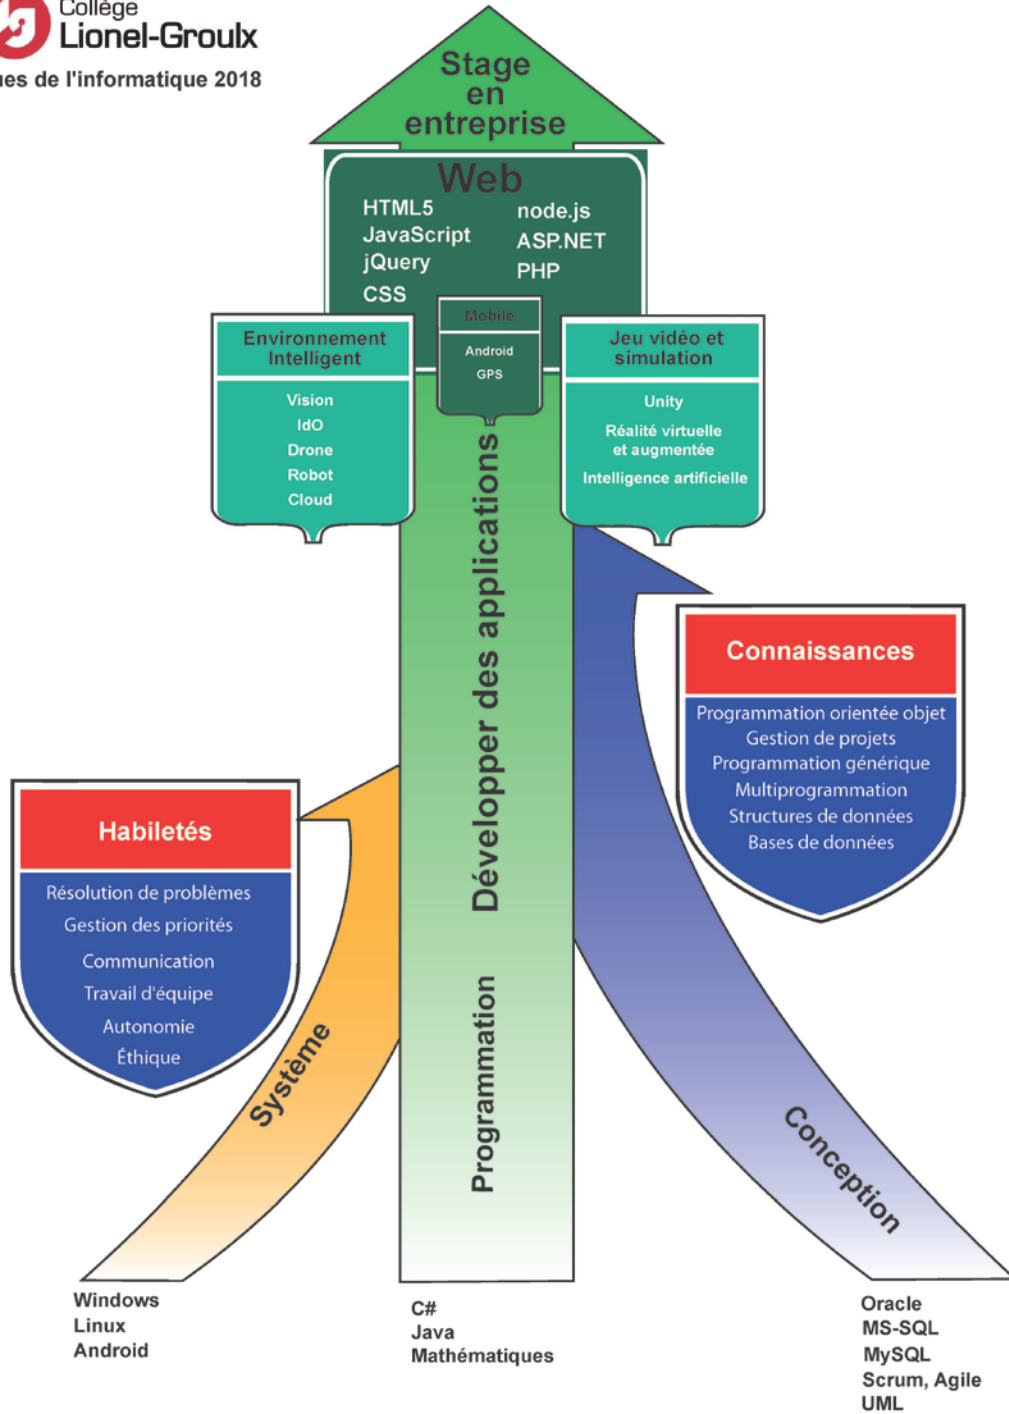 Collège
Lionel-Groulx
de l'informatique 2018
Stage
en
entreprise
Web
HTML5
JavaScript
jQuery
CSS
node.js
ASP.NET
PHP
Mobile
Android
GPS
Environnement
Intelligent
Vision
IdO
Drone
Robot
Cloud
Jeu vidéo et
simulation
Unity
Réalité virtuelle
et augmentée
Intelligence artificielle
Développer des applications
Programmation
Connaissances
Programmation orientée objet
Gestion de projets
Programmation générique
Multiprogrammation
Structures de données
Bases de données
Habiletés
Résolution de problèmes
Gestion des priorités
Communication
Travail d'équipe
Autonomie
Éthique
Système
Conception
Windows
Linux
Android
C#
Java
Mathématiques
Oracle
MS-SQL
MySQL
Scrum, Agile
UML